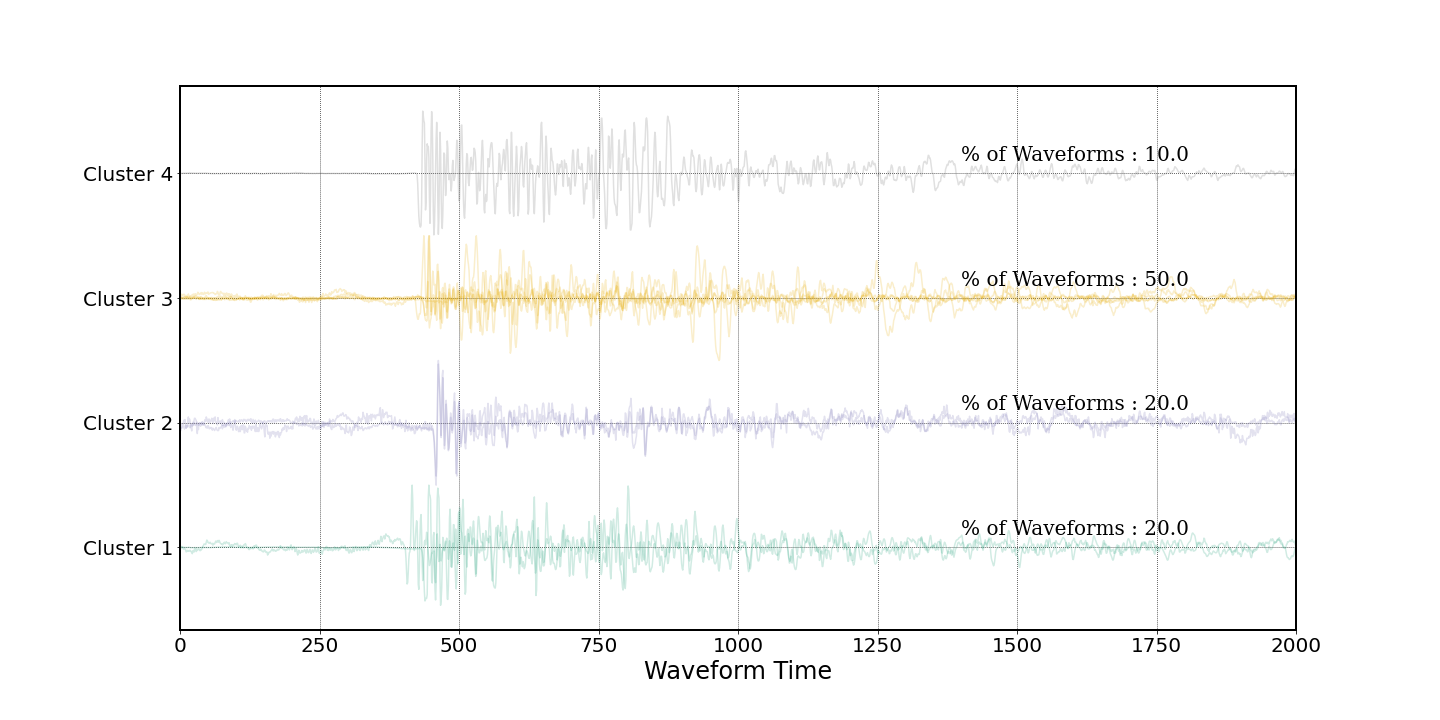 Cluster 4
% of Waveforms : 10.0
Cluster 3
% of Waveforms : 50.0
Cluster 2
% of Waveforms : 20.0
Cluster 1
% of Waveforms : 20.0
0 250 500 750 1000 1250 1500 1750 2000
Waveform Time